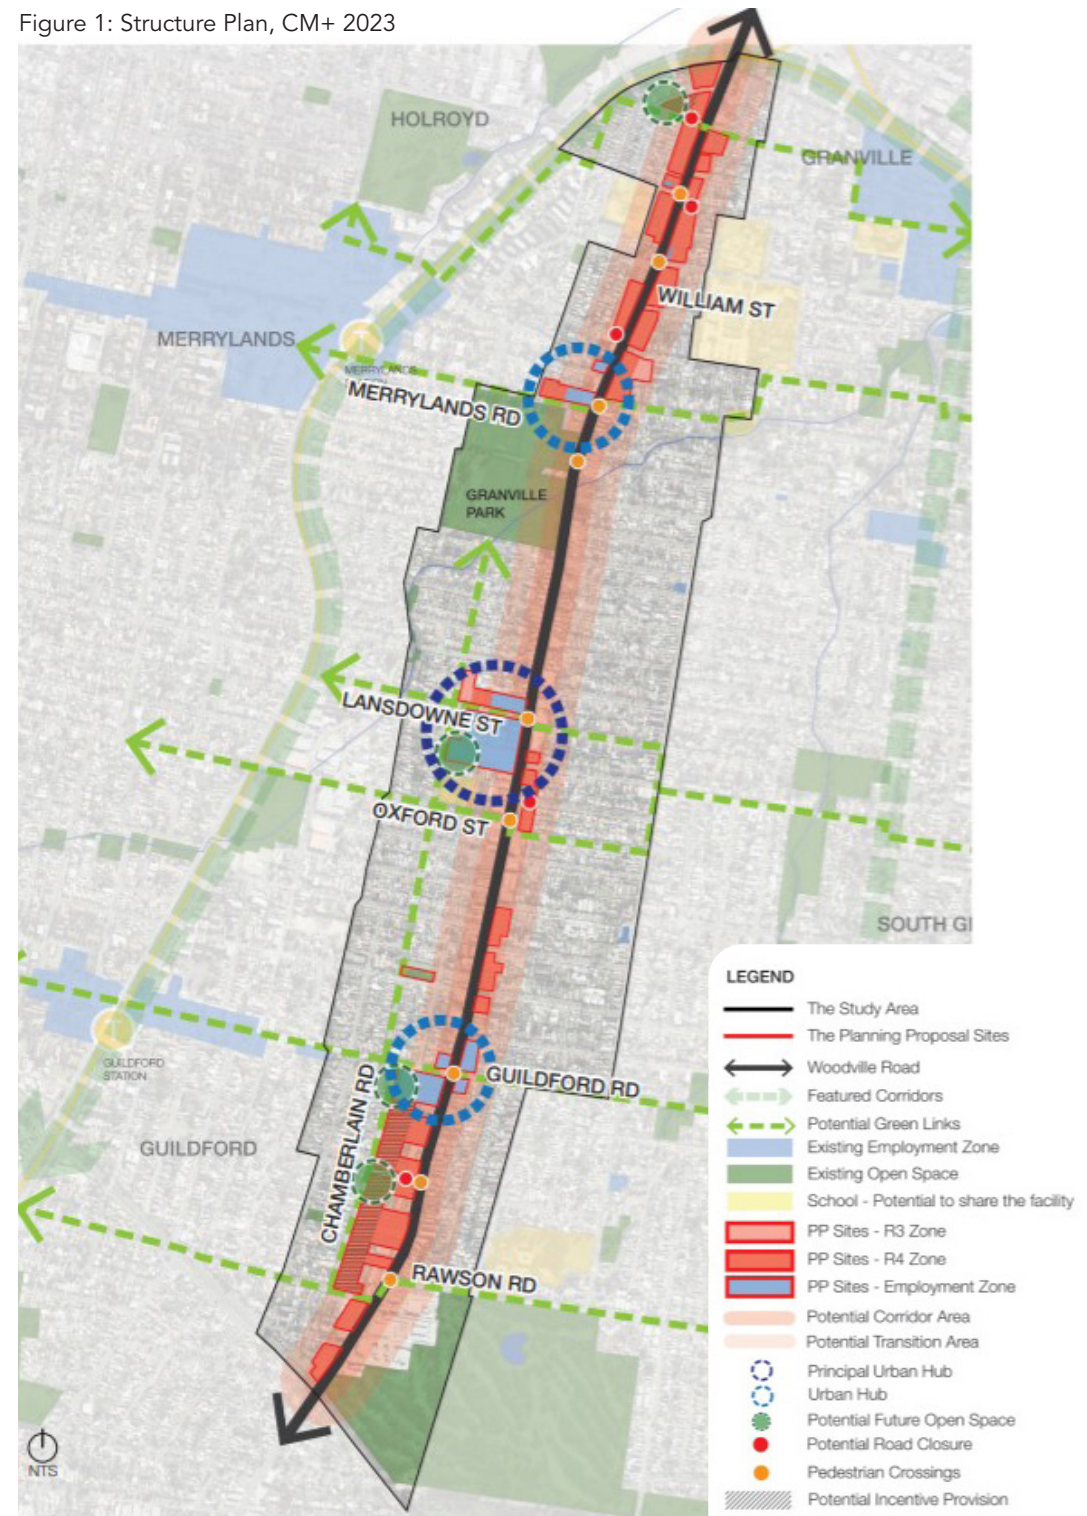 Figure 1: Structure Plan, CM+ 2023
HOLROYD
GRANVILLE
WILLIAM ST
MERRYLANDS
MERRYLANDS
MERRYLANDS RD
GRANVILLE
PARK
LANSDOWNE ST
OXFORD ST
SOUTH GI
GUILDFORD
STATION
GUILDFORD RD
CHAMBERLAIN RD
GUILDFORD
RAWSON RD
NTS
LEGEND
The Study Area
The Planning Proposal Sites
Woodville Road
Featured Corridors
Potential Green Links
Existing Employment Zone
Existing Open Space
School - Potential to share the facility
PP Sites - R3 Zone
PP Sites - R4 Zone
PP Sites - Employment Zone
Potential Corridor Area
Potential Transition Area
Principal Urban Hub
Urban Hub
Potential Future Open Space
Potential Road Closure
Pedestrian Crossings
Potential Incentive Provision